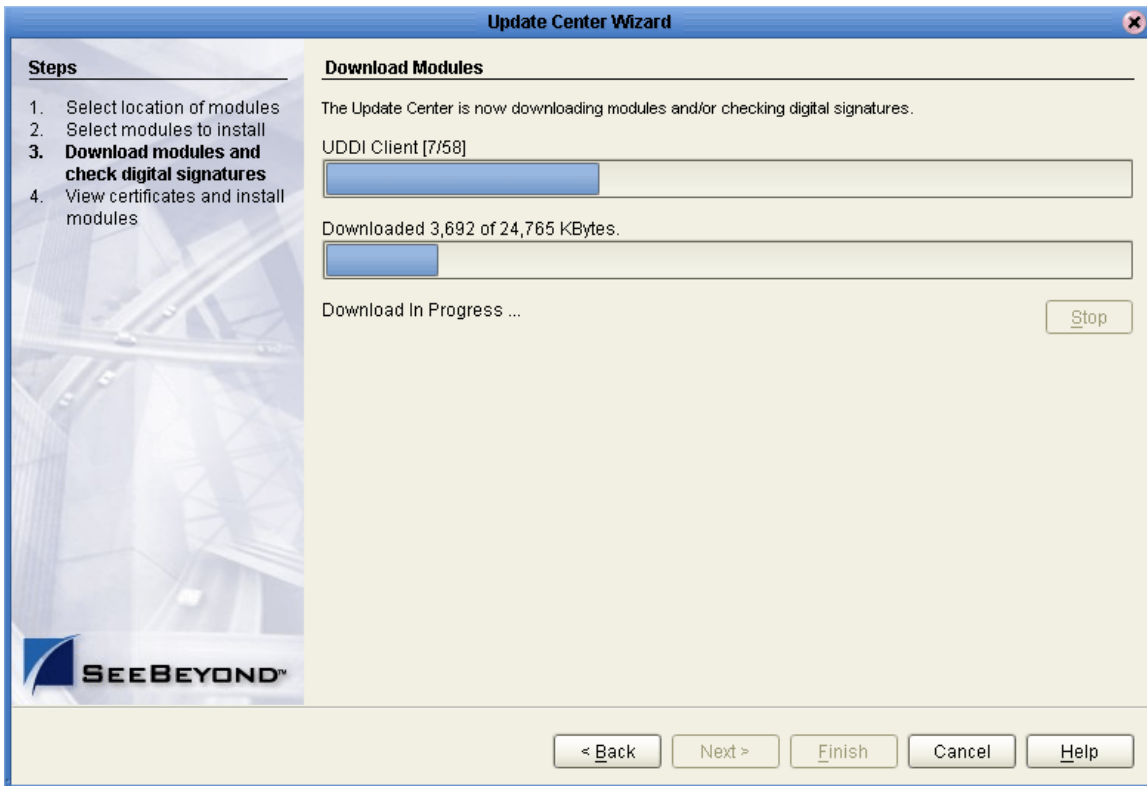 Update Center Wizard
Steps
1. Select location of modules
2. Select modules to install
3. Download modules and
check digital signatures
4. View certificates and install
modules
SEEBEYOND™
Download Modules
The Update Center is now downloading modules and/or checking digital signatures.
UDDI Client [7/58]
Downloaded 3,692 of 24,765 KBytes.
Download In Progress ...
Stop
< Back
Next >
Finish
Cancel
Help